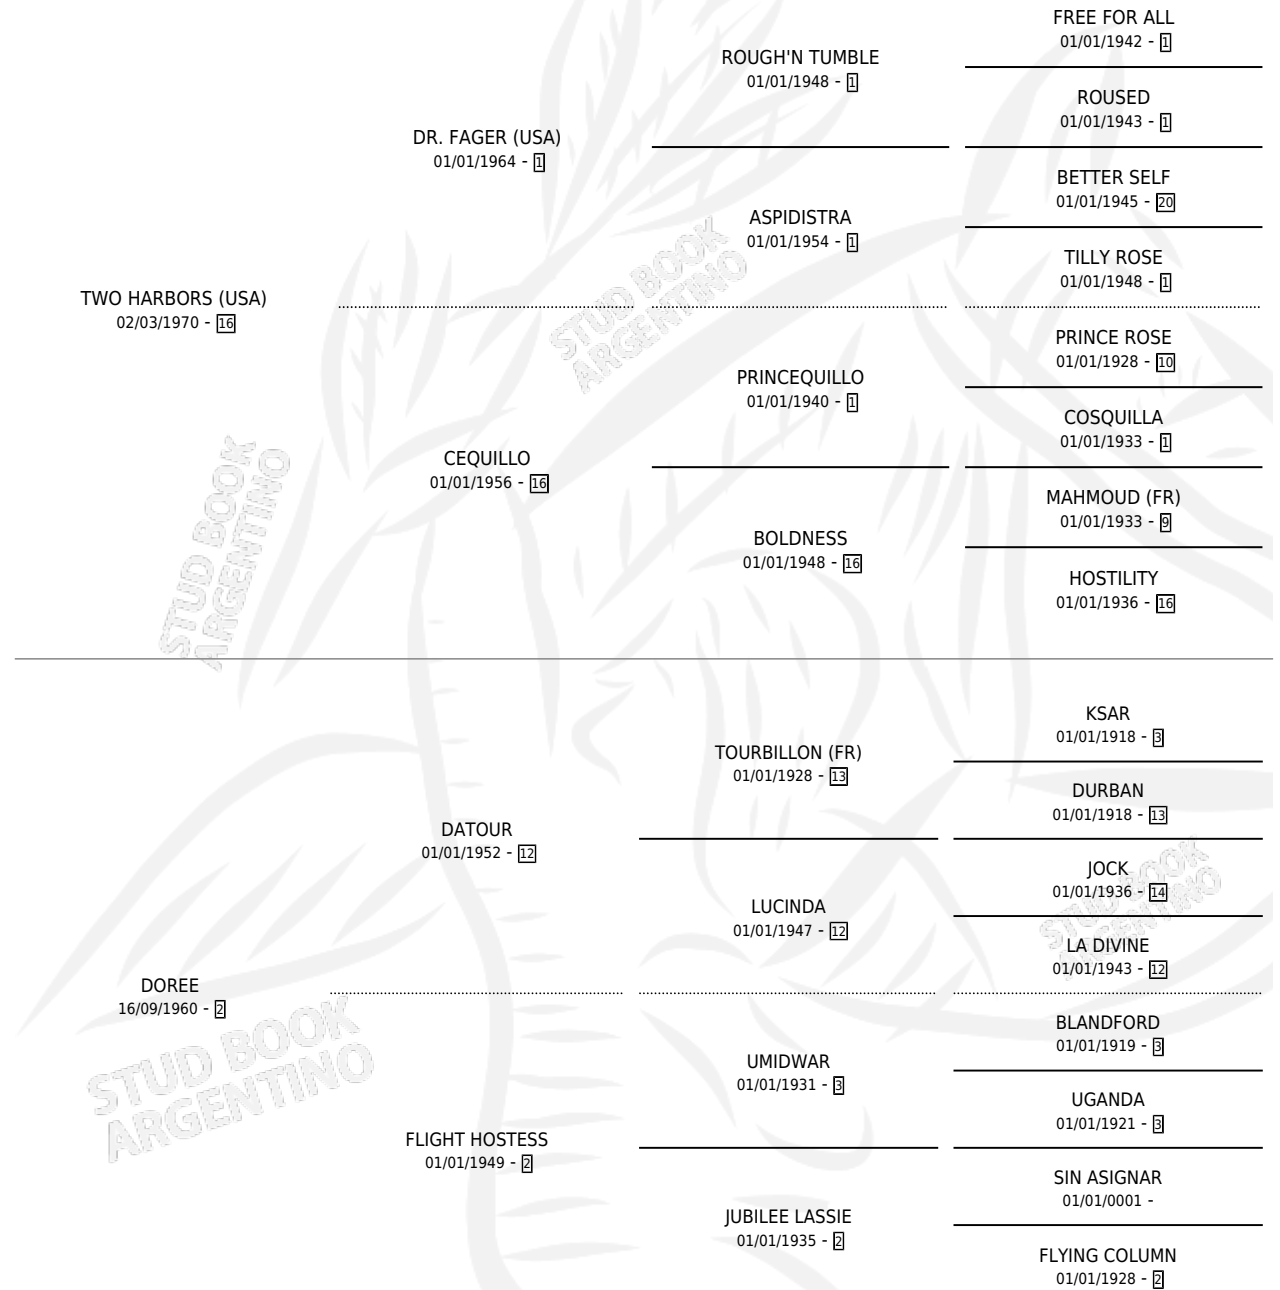 FREE FOR ALL
01/01/1942 - 1
ROUGH'N TUMBLE
01/01/1948 - 1
ROUSED
01/01/1943 - 1
DR. FAGER (USA)
01/01/1964 - 1
BETTER SELF
01/01/1945 - 20
ASPIDISTRA
01/01/1954 - 1
TILLY ROSE
01/01/1948 - 1
TWO HARBORS (USA)
02/03/1970 - 16
PRINCE ROSE
01/01/1928 - 10
PRINCEQUILLO
01/01/1940 - 1
COSQUILLA
01/01/1933 - 1
CEQUILLO
01/01/1956 - 16
MAHMOUD (FR)
01/01/1933 - 9
BOLDNESS
01/01/1948 - 16
HOSTILITY
01/01/1936 - 16
KSAR
01/01/1918 - 3
TOURBILLON (FR)
01/01/1928 - 13
DURBAN
01/01/1918 - 13
DATOUR
01/01/1952 - 12
JOCK
01/01/1936 - 14
LUCINDA
01/01/1947 - 12
LA DIVINE
01/01/1943 - 12
DOREE
16/09/1960 - 2
BLANDFORD
01/01/1919 - 3
UMIDWAR
01/01/1931 - 3
UGANDA
01/01/1921 - 3
FLIGHT HOSTESS
01/01/1949 - 2
SIN ASIGNAR
01/01/0001 -
JUBILEE LASSIE
01/01/1935 - 2
FLYING COLUMN
01/01/1928 - 2
STUD BOOK
ARGENTINO
STUD BOOK
ARGENTINO
STUD BOOK
ARGENTINO
STUD BOOK
ARGENTINO